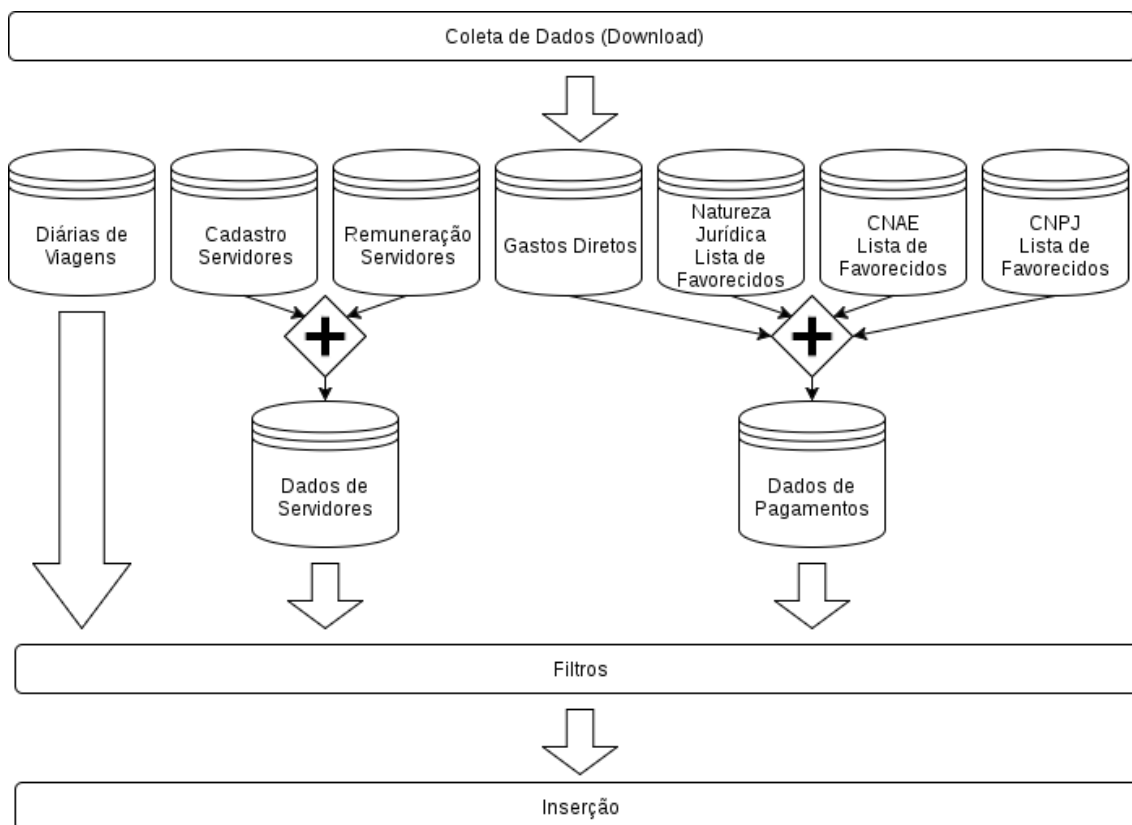 Coleta de Dados (Download)
Diárias de
Viagens
Cadastro
Servidores
Remuneração
Servidores
Gastos Diretos
Natureza
Jurídica
Lista de
Favorecidos
CNAE
Lista de
Favorecidos
CNPJ
Lista de
Favorecidos
Dados de
Servidores
Dados de
Pagamentos
Filtros
Inserção